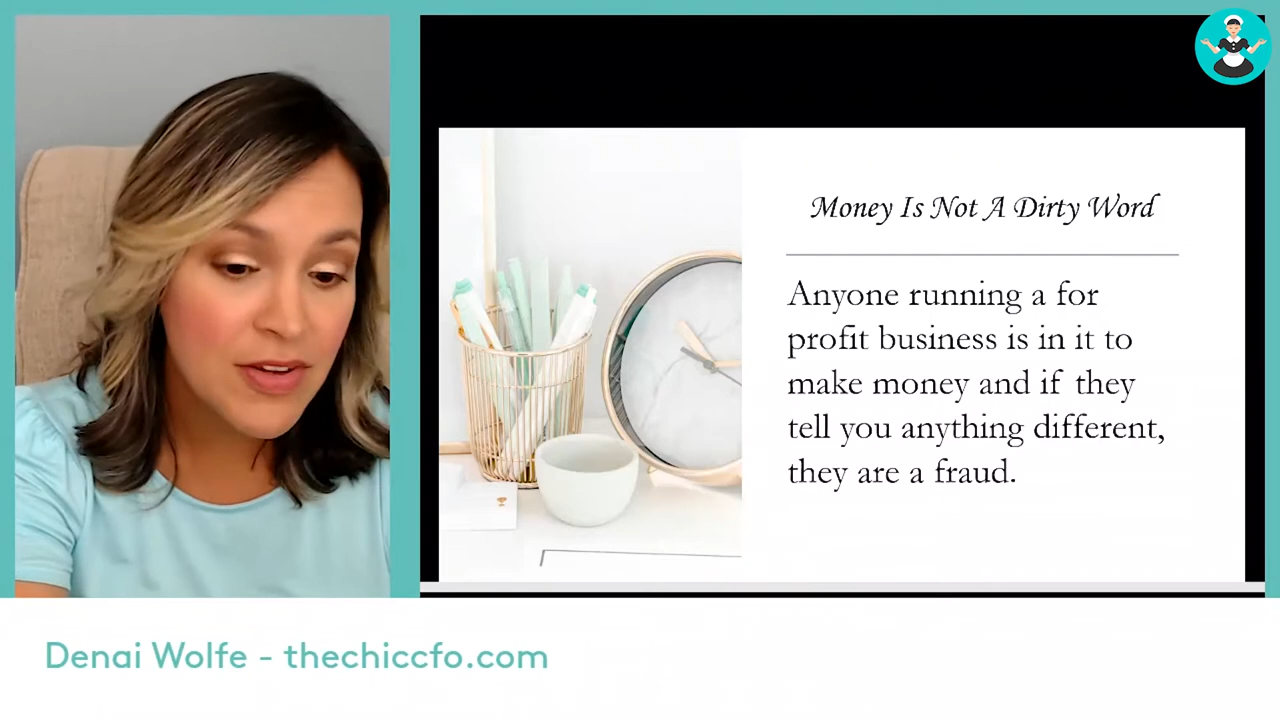 Money Is Not A Dirty Word
Anyone running a for
profit business is in it to
make money and if they
tell you anything different,
they are a fraud.
Denai Wolfe - thechiccfo.com